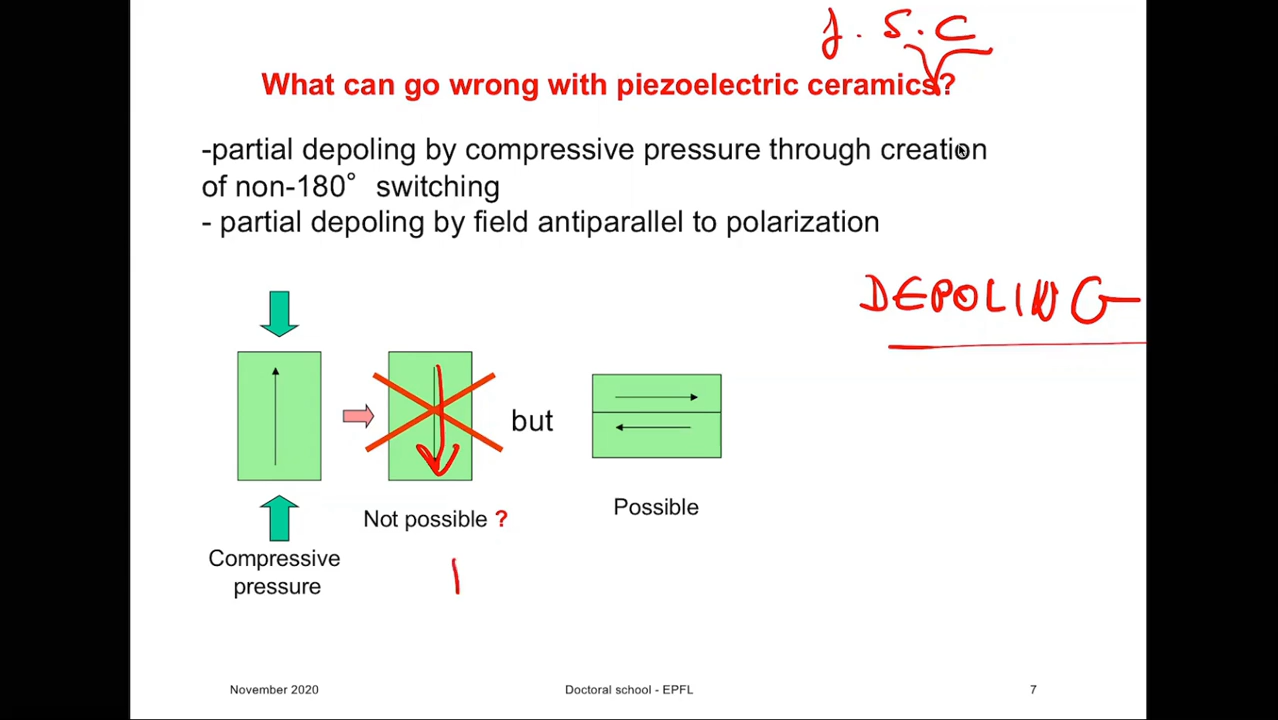 f. S. C
What can go wrong with piezoelectric ceramics?
-partial depoling by compressive pressure through creation
of non-180° switching
- partial depoling by field antiparallel to polarization
DEPOLING
but
Not possible ?
Possible
Compressive
pressure
November 2020
Doctoral school - EPFL
7